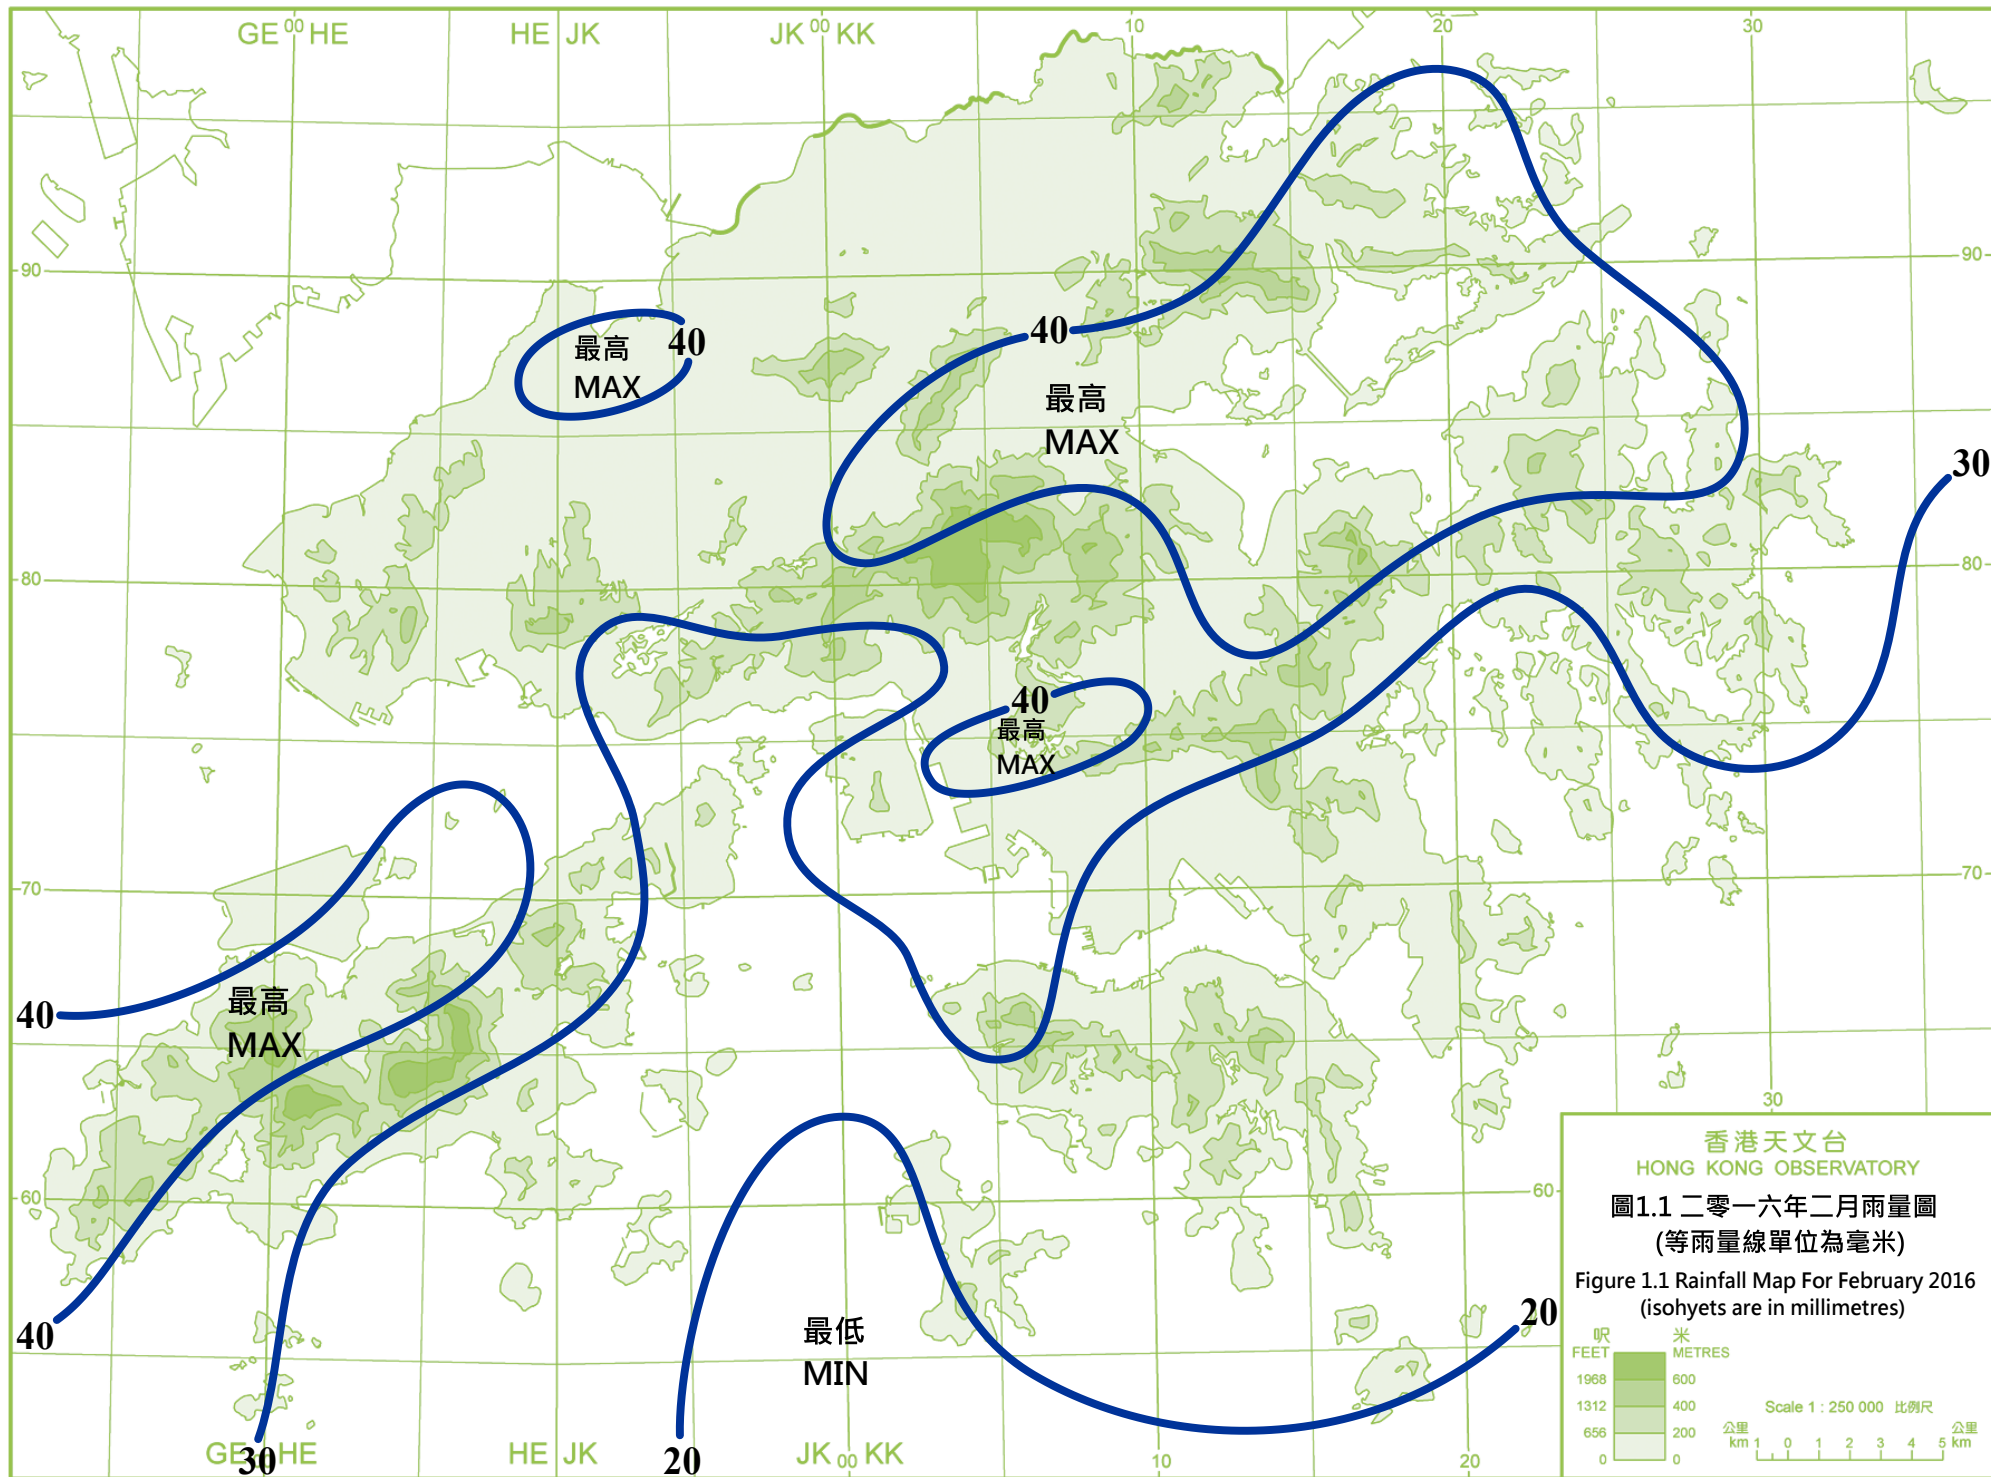 GE 00 HE
HE JK
JK 00 KK
10
20
30
90
90
40
40
最高
MAX
最高
MAX
30
80
80
40
最高
MAX
70
70
40
最高
MAX
30
60
60
40
最低
MIN
20
GE HE
30
HE JK
20
JK 00 KK
10
20
香港天文台
HONG KONG OBSERVATORY
圖1.1 二零一六年二月雨量圖
(等雨量線單位為毫米)
Figure 1.1 Rainfall Map For February 2016
(isohyets are in millimetres)
呎 米
FEET METRES
1968 600
1312 400
656 200
0 0
Scale 1 : 250 000 比例尺
公里 公里
km 1 0 1 2 3 4 5 km